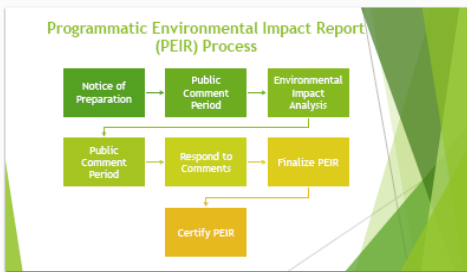 Programmatic Environmental Impact Report
(PEIR) Process
Notice of
Preparation
Public
Comment
Period
Environmental
Impact
Analysis
Public
Comment
Period
Respond to
Comments
Finalize PEIR
Certify PEIR